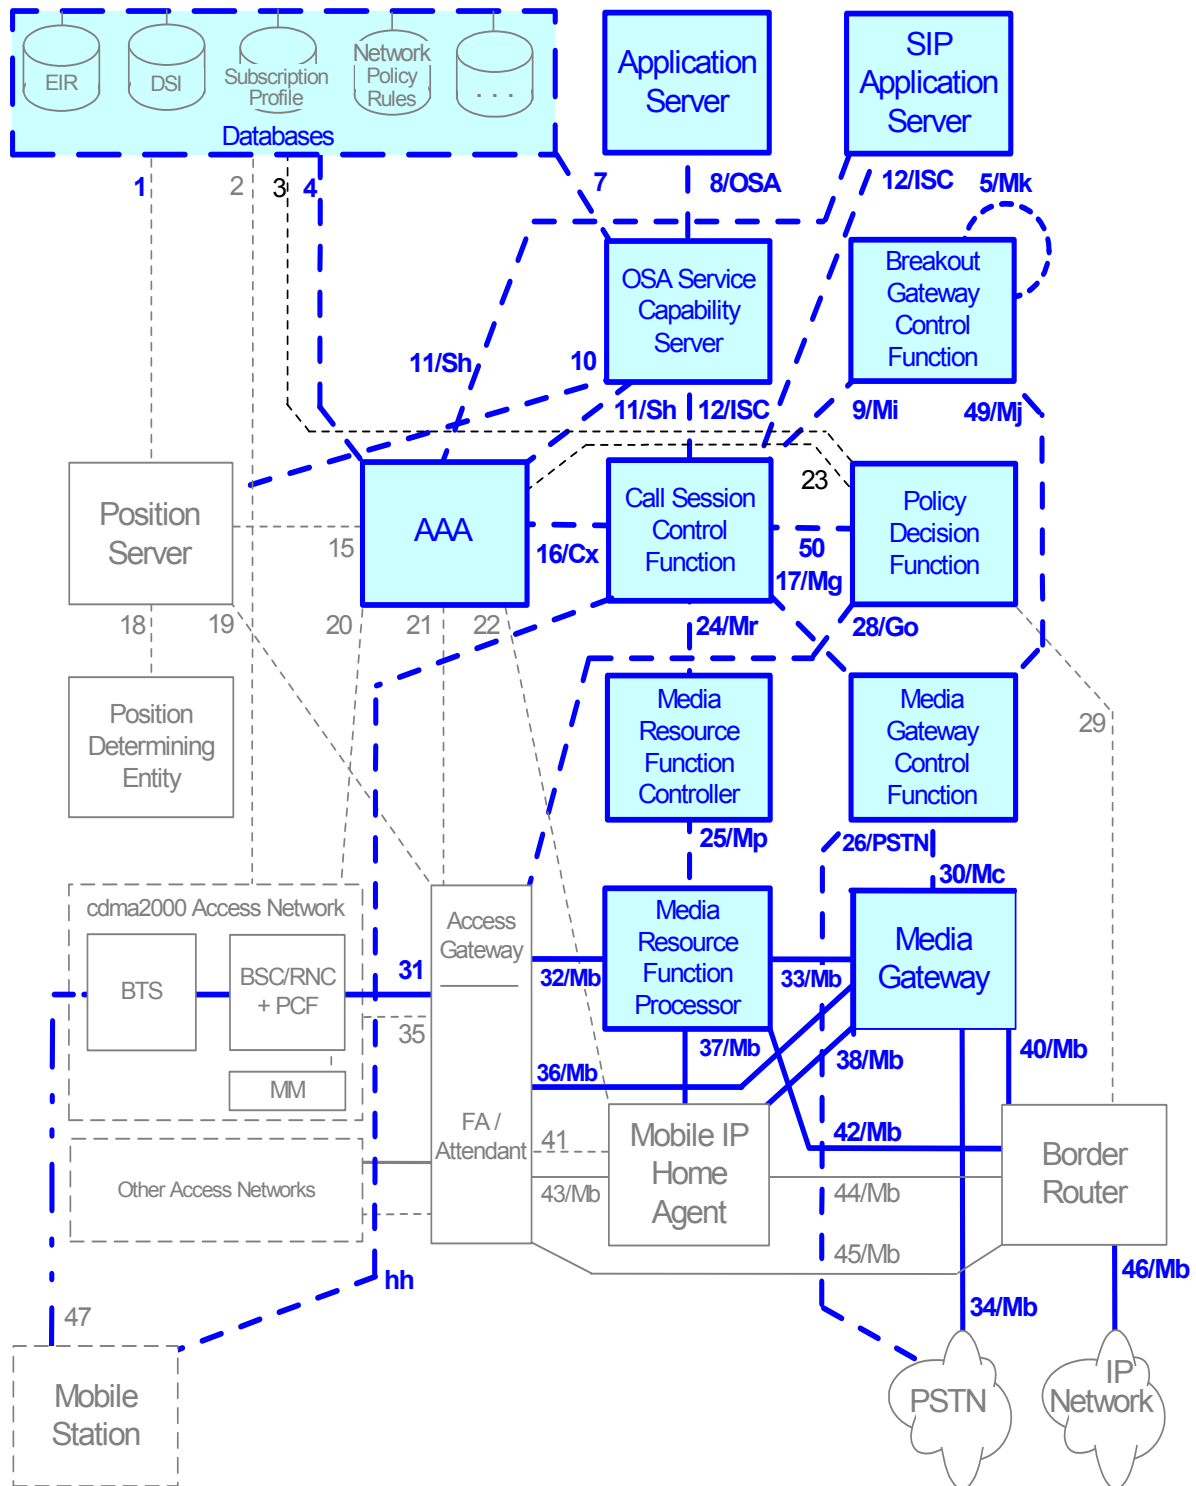 EIR
DSI
Subscription
Profile
Network
Policy
Rules
. . .
Databases
Application
Server
SIP
Application
Server
1
2
3
4
7
8/OSA
12/ISC
5/Mk
OSA Service
Capability
Server
Breakout
Gateway
Control
Function
11/Sh
10
11/Sh
12/ISC
9/Mi
49/Mj
23
Position
Server
15
AAA
16/Cx
Call Session
Control
Function
50
17/Mg
Policy
Decision
Function
18
19
20
21
22
24/Mr
28/Go
29
Position
Determining
Entity
Media
Resource
Function
Controller
Media
Gateway
Control
Function
25/Mp
26/PSTN
30/Mc
cdma2000 Access Network
BTS
BSC/RNC
+ PCF
MM
31
35
Access
Gateway
FA /
Attendant
32/Mb
Media
Resource
Function
Processor
33/Mb
Media
Gateway
36/Mb
37/Mb
38/Mb
40/Mb
Other Access Networks
41
43/Mb
Mobile IP
Home
Agent
42/Mb
44/Mb
45/Mb
Border
Router
hh
46/Mb
34/Mb
47
Mobile
Station
PSTN
IP
Network